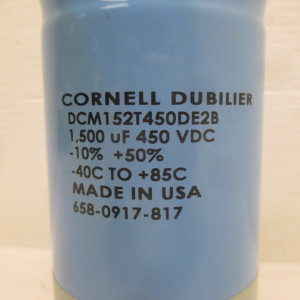 CORNELL DUBILIER
DCM152T450DE2B
1,500 uF 450 VDC
-10% +50%
-40C TO +85C
MADE IN USA
658-0917-817